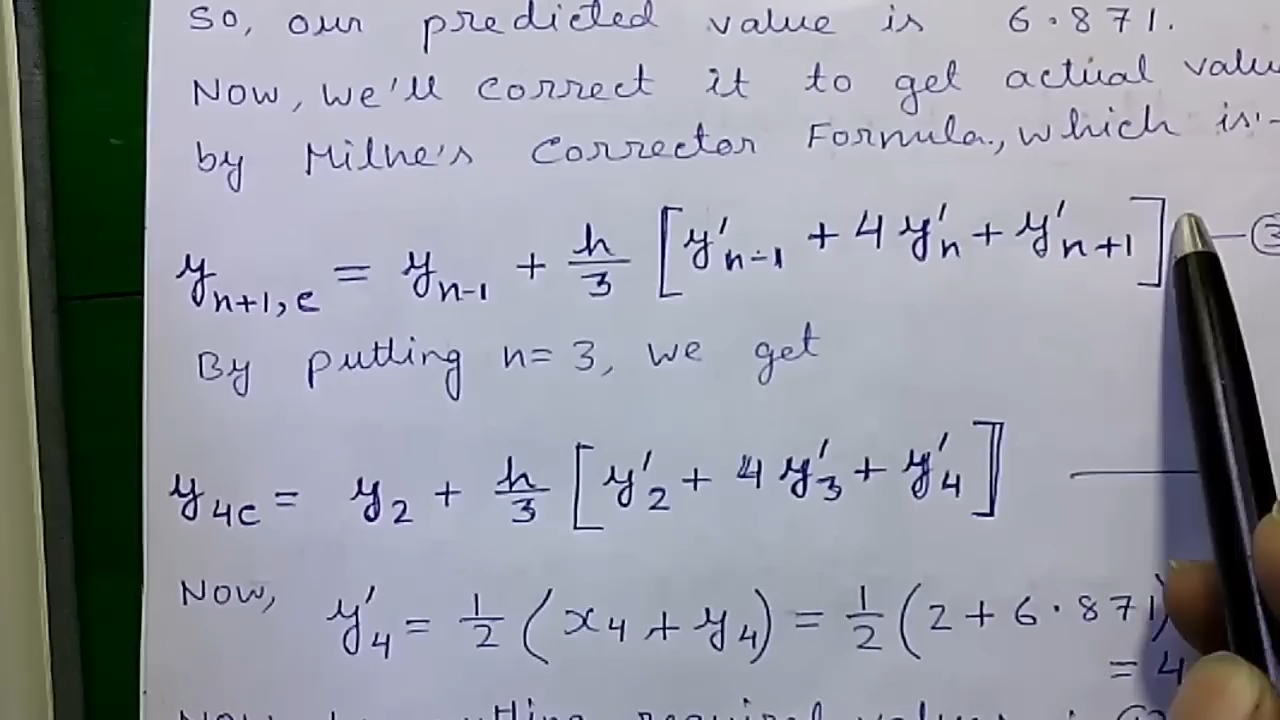 So, our predicted value is 6.871.
Now, we'll correct it to get actual
by Milne's Corrector Formula, which is:-
y_{n+1,c} = y_{n-1} + h/3 [y'_{n-1} + 4y'_n + y'_{n+1}] — 3
By putting n = 3, we get
y_{4c} = y_2 + h/3 [y'_2 + 4y'_3 + y'_4] —
Now, y'_4 = 1/2 (x_4 + y_4) = 1/2 (2 + 6.871)
= 4